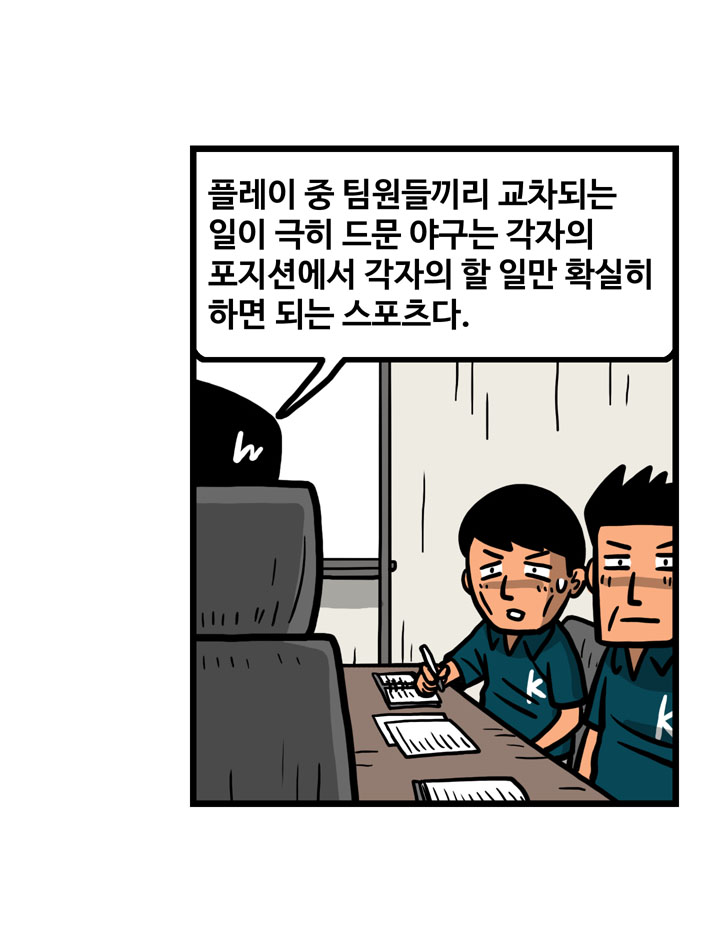 플레이 중 팀원들끼리 교차되는
일이 극히 드문 야구는 각자의
포지션에서 각자의 할 일만 확실히
하면 되는 스포츠다.
k
k